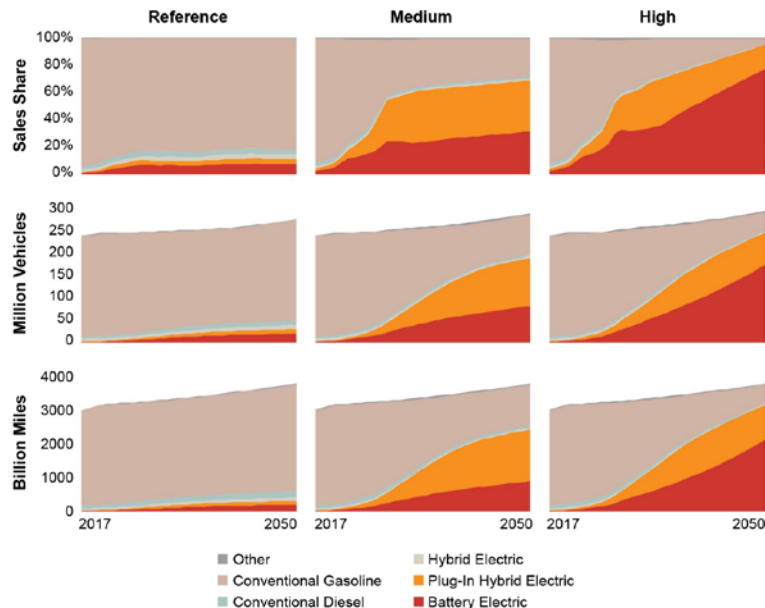 Reference Medium High
Sales Share
100%
80%
60%
40%
20%
0%
Million Vehicles
300
250
200
150
100
50
0
Billion Miles
4000
3000
2000
1000
0
2017 2050 2017 2050 2017 2050
Other Hybrid Electric
Conventional Gasoline Plug-In Hybrid Electric
Conventional Diesel Battery Electric